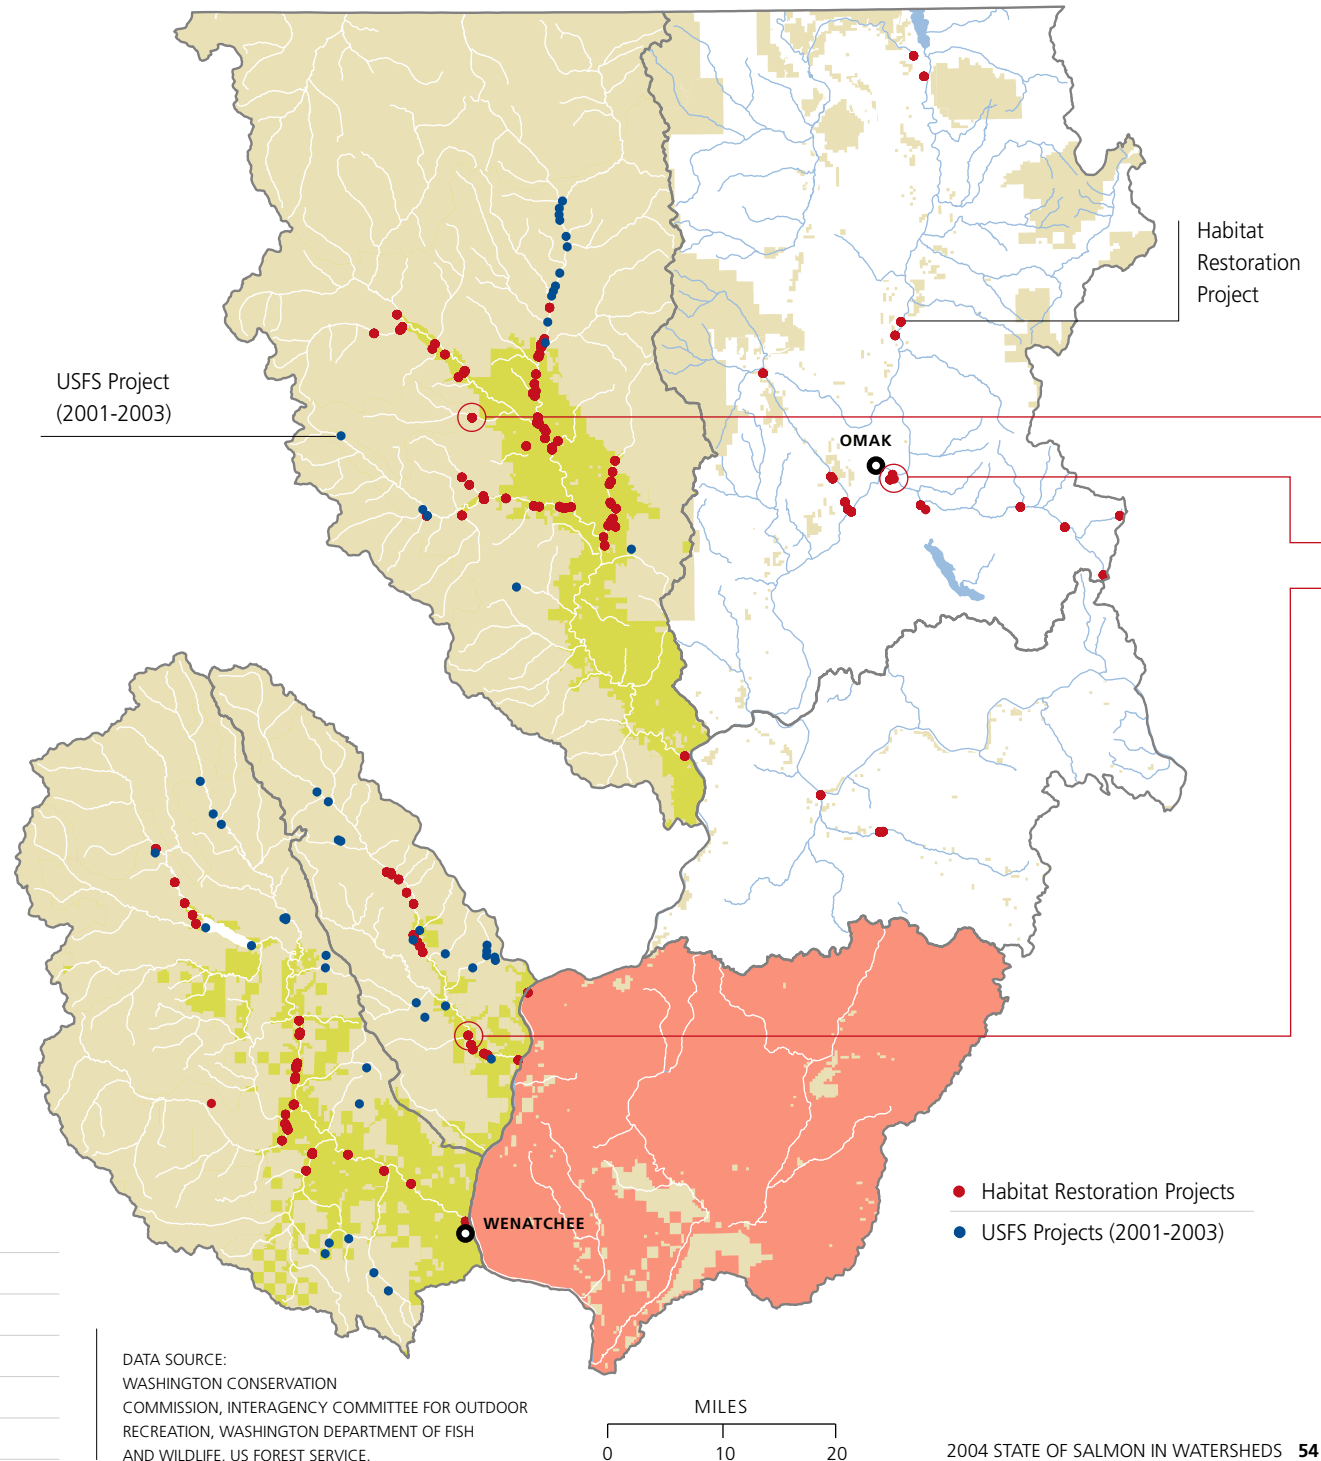 Habitat
Restoration
Project
USFS Project
(2001-2003)
OMAK
WENATCHEE
Habitat Restoration Projects
USFS Projects (2001-2003)
DATA SOURCE:
WASHINGTON CONSERVATION
COMMISSION, INTERAGENCY COMMITTEE FOR OUTDOOR
RECREATION, WASHINGTON DEPARTMENT OF FISH
AND WILDLIFE, US FOREST SERVICE.
MILES
0 10 20
2004 STATE OF SALMON IN WATERSHEDS 54